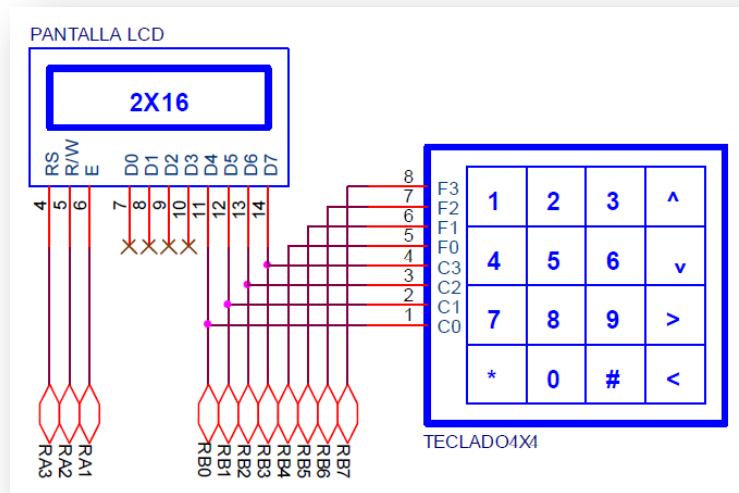 PANTALLA LCD
2X16
RS R/W E D0 D1 D2 D3 D4 D5 D6 D7
4 5 6 7 8 9 10 11 12 13 14
8 F3
7 F2
6 F1
5 F0
4 C3
3 C2
2 C1
1 C0
1 2 3 ^
4 5 6 v
7 8 9 >
* 0 # <
TECLADO4X4
RA3 RA2 RA1 RB0 RB1 RB2 RB3 RB4 RB5 RB6 RB7